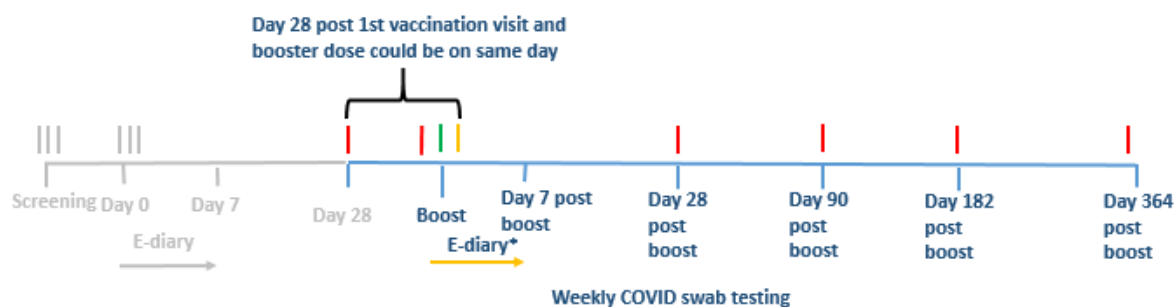 Day 28 post 1st vaccination visit and
booster dose could be on same day
Screening
Day 0
Day 7
Day 28
Boost
Day 7 post
boost
Day 28
post
boost
Day 90
post
boost
Day 182
post
boost
Day 364
post
boost
E-diary
E-diary*
Weekly COVID swab testing